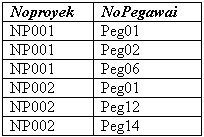 Noproyek NoPegawai
NP001 Peg01
NP001 Peg02
NP001 Peg06
NP002 Peg01
NP002 Peg12
NP002 Peg14